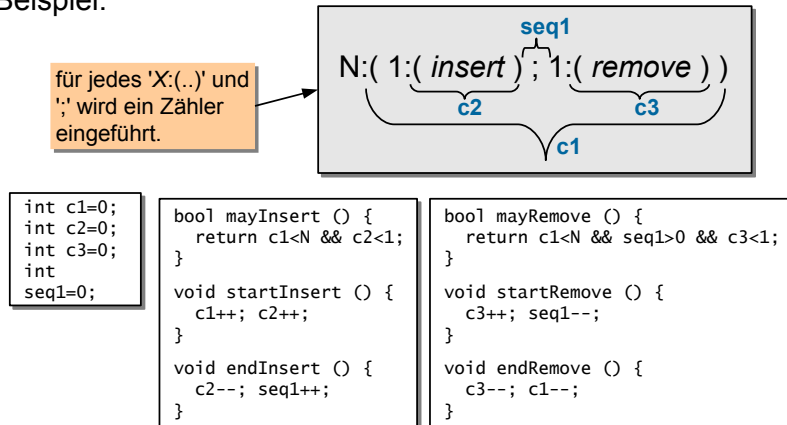 Beispiel:
seq1
N:( 1:( insert ) ; 1:( remove ) )
c2
c3
c1
für jedes 'X:(..)' und
';' wird ein Zähler
eingeführt.
int c1=0;
int c2=0;
int c3=0;
int
seq1=0;
bool mayInsert () {
return c1<N && c2<1;
}
void startInsert () {
c1++; c2++;
}
void endInsert () {
c2--; seq1++;
}
bool mayRemove () {
return c1<N && seq1>0 && c3<1;
}
void startRemove () {
c3++; seq1--;
}
void endRemove () {
c3--; c1--;
}